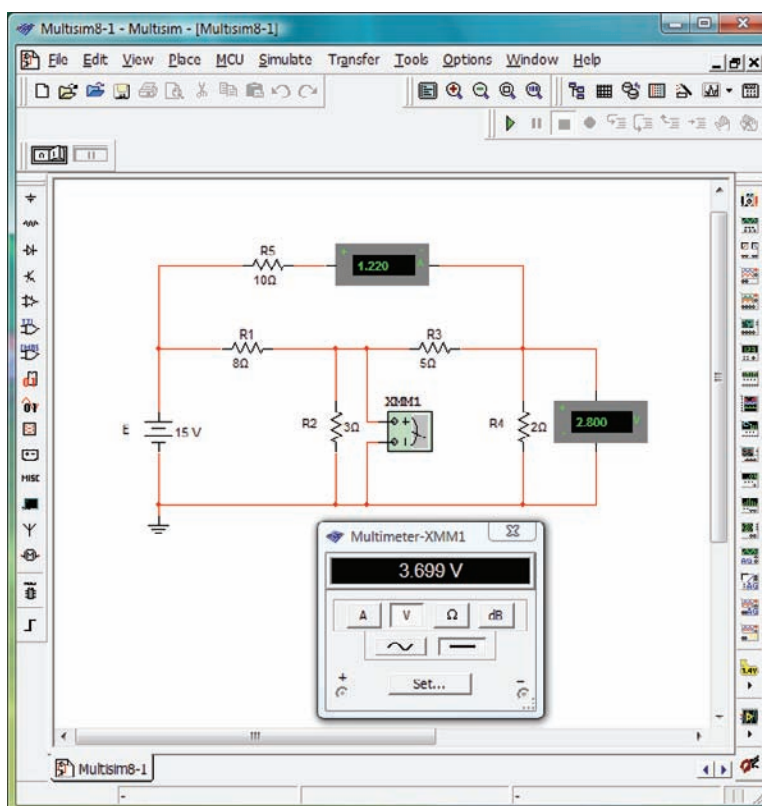 Multisim8-1 - Multisim - [Multisim8-1]
File Edit View Place MCU Simulate Transfer Tools Options Window Help
R5
10Ω
1.220
A
R1
8Ω
R3
5Ω
E
15 V
R2
3Ω
XMM1
R4
2Ω
2.800
V
MISC
Multimeter-XMM1
3.699 V
A V Ω dB
Set...
Multisim8-1